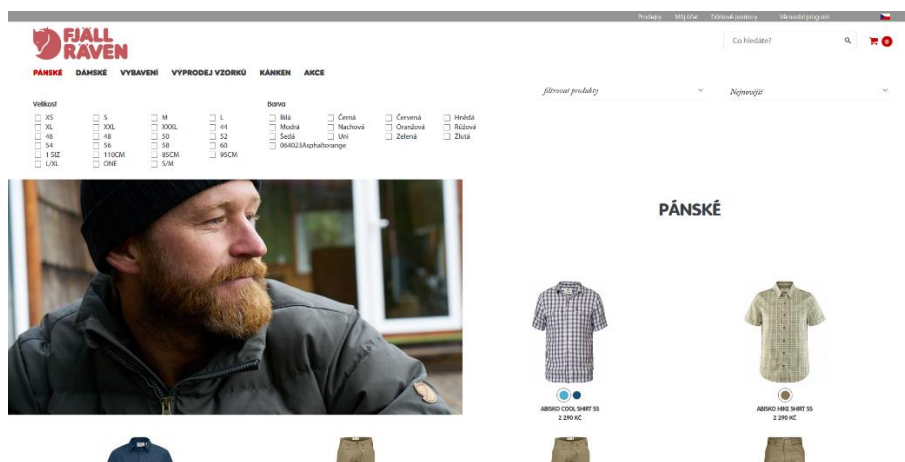 Prodejny Můj účet Dárkové poukazy Věrnostní program
FJÄLL
RÄVEN
Co hledáte?
0
PÁNSKÉ DÁMSKÉ VYBAVENÍ VÝPRODEJ VZORKŮ KÅNKEN AKCE
filtrovat produkty
Nejnovější
Velikost Barva
XS S M L Bílá Černá Červená Hnědá
XL XXL XXXL 44 Modrá Nachová Oranžová Růžová
46 48 50 52 Šedá Uni Zelená Žlutá
54 56 58 60 064023Asphaltorange
1 SIZ 110CM 85CM 95CM
L/XL ONE S/M
PÁNSKÉ
ABISKO COOL SHIRT SS
2 290 KČ
ABISKO HIKE SHIRT SS
2 290 KČ